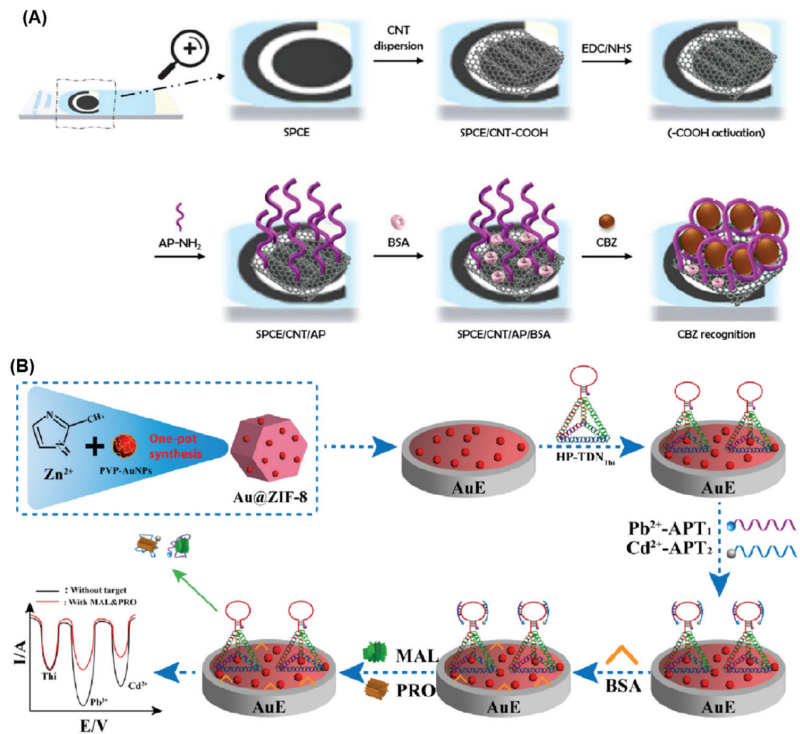 (A)
CNT
dispersion
EDC/NHS
SPCE
SPCE/CNT-COOH
(-COOH activation)
AP-NH₂
BSA
CBZ
SPCE/CNT/AP
SPCE/CNT/AP/BSA
CBZ recognition
(B)
CH₃
Zn²⁺
PVP-AuNPs
One-pot
synthesis
Au@ZIF-8
AuE
HP-TDN_Thi
AuE
Pb²⁺-APT₁
Cd²⁺-APT₂
: Without target
: With MAL&PRO
I/A
Thi
Pb²⁺
Cd²⁺
E/V
AuE
MAL
PRO
AuE
BSA
AuE